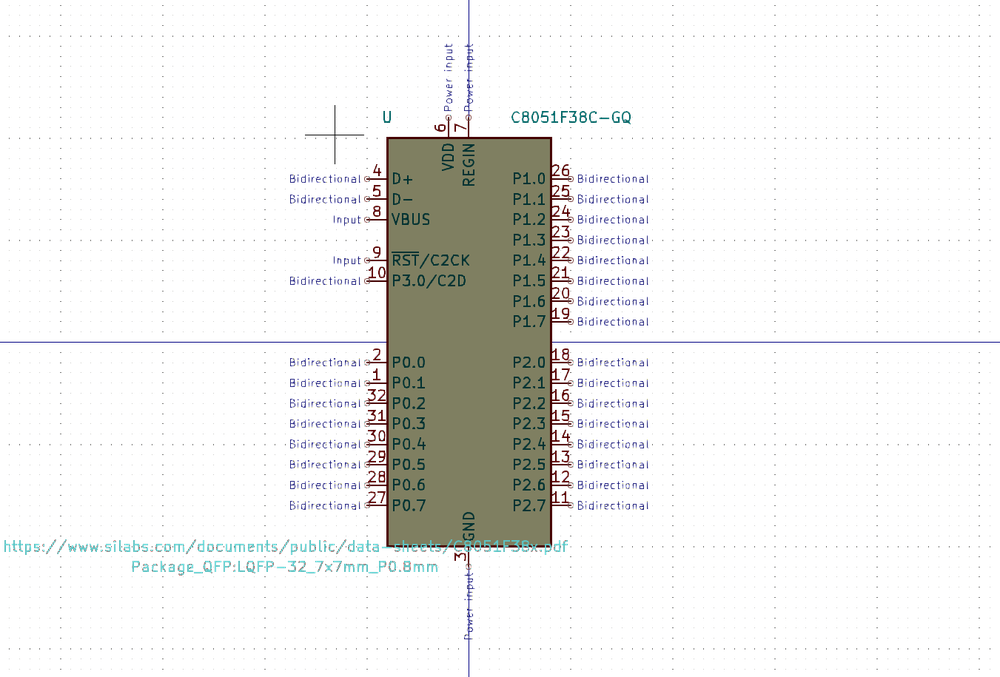 Power input Power input
U C8051F38C-GQ
6 7
VDD REGIN
Bidirectional 4 D+ P1.0 26 Bidirectional
Bidirectional 5 D- P1.1 25 Bidirectional
Input 8 VBUS P1.2 24 Bidirectional
P1.3 23 Bidirectional
Input 9 RST/C2CK P1.4 22 Bidirectional
Bidirectional 10 P3.0/C2D P1.5 21 Bidirectional
P1.6 20 Bidirectional
P1.7 19 Bidirectional
Bidirectional 2 P0.0 P2.0 18 Bidirectional
Bidirectional 1 P0.1 P2.1 17 Bidirectional
Bidirectional 32 P0.2 P2.2 16 Bidirectional
Bidirectional 31 P0.3 P2.3 15 Bidirectional
Bidirectional 30 P0.4 P2.4 14 Bidirectional
Bidirectional 29 P0.5 P2.5 13 Bidirectional
Bidirectional 28 P0.6 P2.6 12 Bidirectional
Bidirectional 27 P0.7 P2.7 11 Bidirectional
GND
https://www.silabs.com/documents/public/data-sheets/C8051F38x.pdf
3
Package_QFP:LQFP-32_7x7mm_P0.8mm
Power input